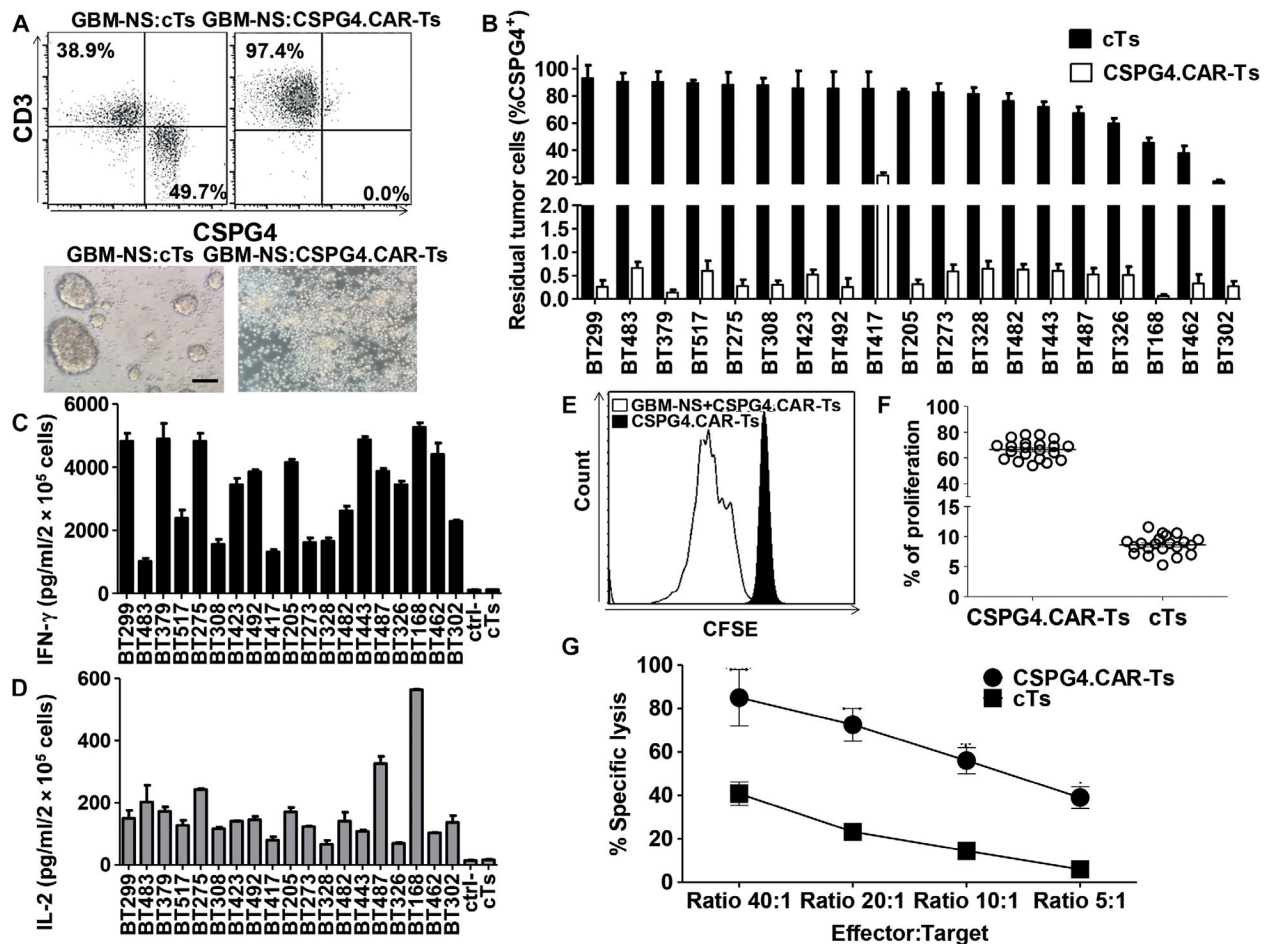 A
GBM-NS:cTs GBM-NS:CSPG4.CAR-Ts
38.9%
97.4%
49.7%
0.0%
CD3
CSPG4
GBM-NS:cTs GBM-NS:CSPG4.CAR-Ts
B
cTs
CSPG4.CAR-Ts
Residual tumor cells (%CSPG4+)
100
80
60
40
20
2.0
1.5
1.0
0.5
0.0
BT299
BT483
BT379
BT517
BT275
BT308
BT423
BT492
BT417
BT205
BT273
BT328
BT482
BT443
BT487
BT326
BT168
BT462
BT302
C
IFN-γ (pg/ml/2 × 10⁵ cells)
6000
4000
2000
0
BT299
BT483
BT379
BT517
BT275
BT308
BT423
BT492
BT417
BT205
BT273
BT328
BT482
BT443
BT487
BT326
BT168
BT462
BT302
ctrl-
cTs
D
IL-2 (pg/ml/2 × 10⁵ cells)
600
400
200
0
BT299
BT483
BT379
BT517
BT275
BT308
BT423
BT492
BT417
BT205
BT273
BT328
BT482
BT443
BT487
BT168
BT326
BT462
BT302
ctrl-
cTs
E
GBM-NS+CSPG4.CAR-Ts
CSPG4.CAR-Ts
Count
CFSE
F
% of proliferation
100
80
60
40
15
10
5
0
CSPG4.CAR-Ts cTs
G
CSPG4.CAR-Ts
cTs
% Specific lysis
100
80
60
40
20
0
Ratio 40:1 Ratio 20:1 Ratio 10:1 Ratio 5:1
Effector:Target